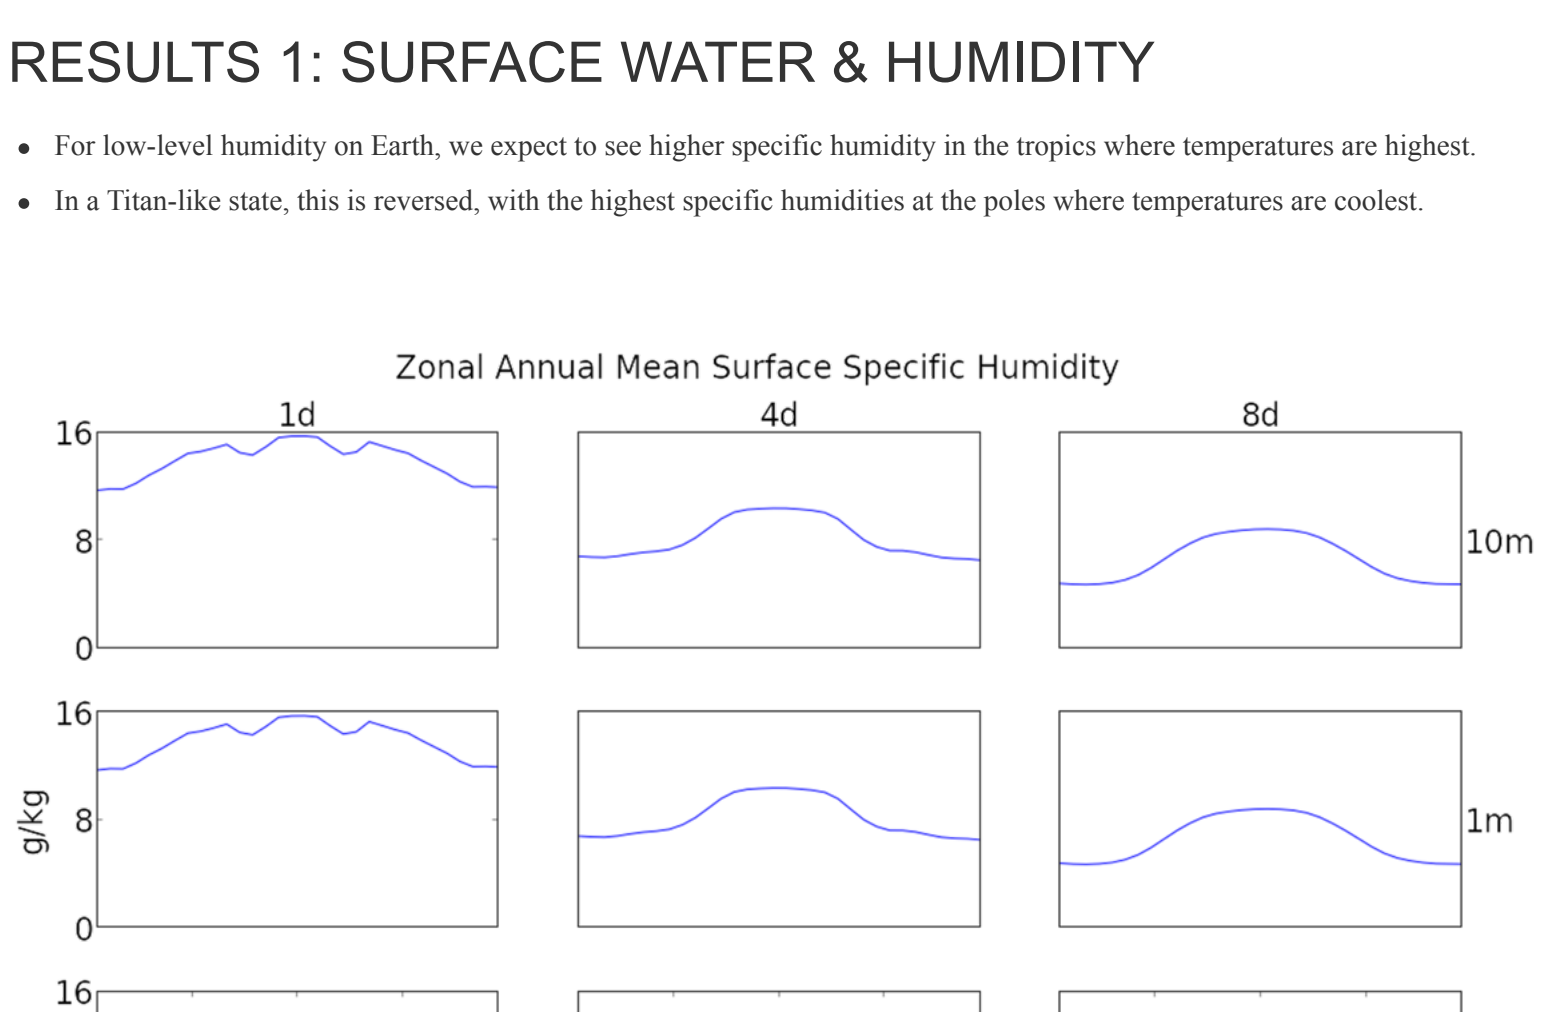 RESULTS 1: SURFACE WATER & HUMIDITY
● For low-level humidity on Earth, we expect to see higher specific humidity in the tropics where temperatures are highest.
● In a Titan-like state, this is reversed, with the highest specific humidities at the poles where temperatures are coolest.
Zonal Annual Mean Surface Specific Humidity
1d 4d 8d
16
8
0
10m
16
8
0
g/kg
1m
16